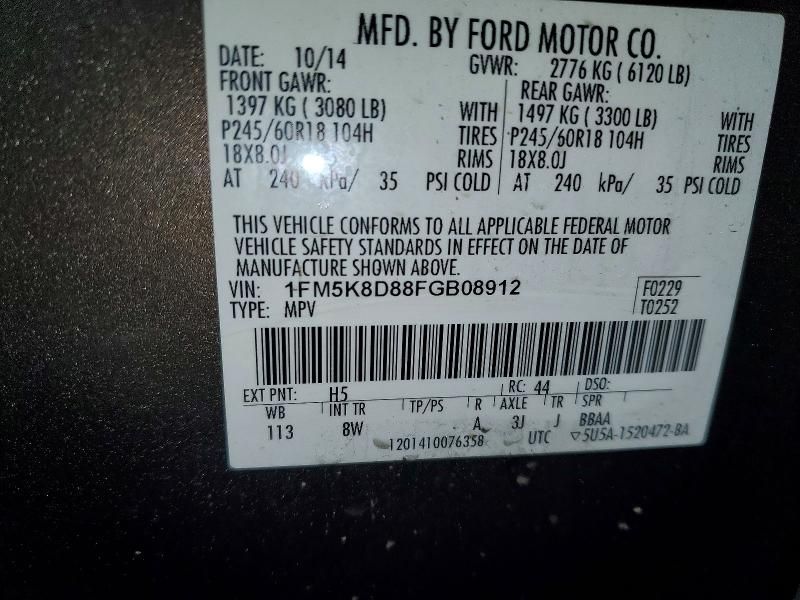 MFD. BY FORD MOTOR CO.
DATE: 10/14 GVWR: 2776 KG ( 6120 LB)
FRONT GAWR: REAR GAWR:
1397 KG ( 3080 LB) WITH 1497 KG ( 3300 LB) WITH
P245/60R18 104H TIRES P245/60R18 104H TIRES
18X8.0J RIMS 18X8.0J RIMS
AT 240 kPa/ 35 PSI COLD AT 240 kPa/ 35 PSI COLD
THIS VEHICLE CONFORMS TO ALL APPLICABLE FEDERAL MOTOR
VEHICLE SAFETY STANDARDS IN EFFECT ON THE DATE OF
MANUFACTURE SHOWN ABOVE.
VIN: 1FM5K8D88FGB08912 F0229
TYPE: MPV T0252
EXT PNT: H5 RC: 44 DSO:
WB INT TR TP/PS R AXLE TR SPR
113 8W A 3J J BBAA
1201410076358 UTC ▽5U5A-1520472-BA